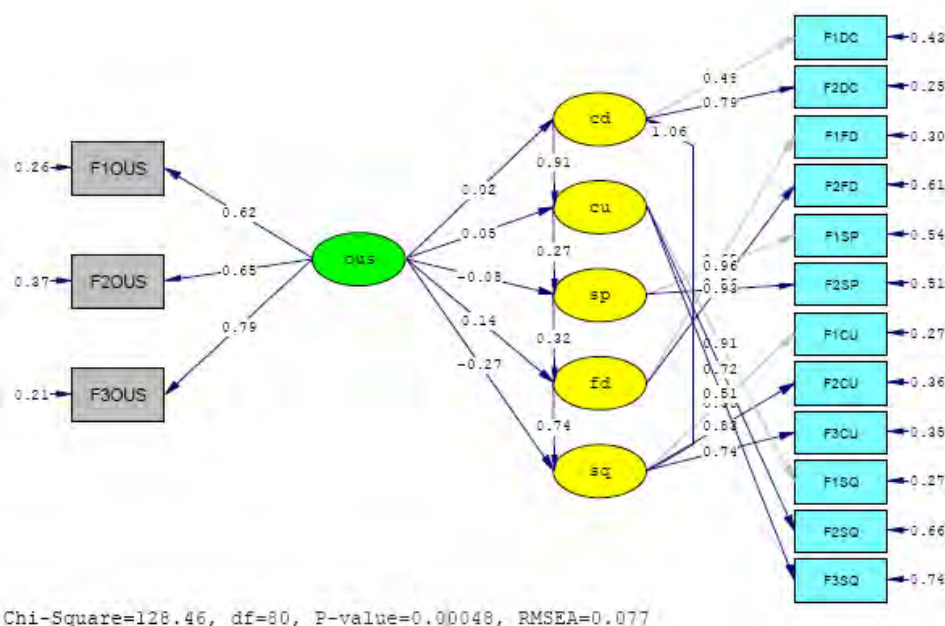 F1DC
0.43
0.49
F2DC
0.25
0.79
cd
1.06
F1FD
0.30
0.26
F1OUS
0.91
0.02
F2FD
0.61
0.62
cu
0.05
F1SP
0.54
0.27
ous
0.65
0.96
0.37
F2OUS
-0.08
sp
0.93
F2SP
0.51
0.14
0.79
0.32
F1CU
0.27
0.91
-0.27
0.72
0.21
F3OUS
fd
0.51
F2CU
0.36
0.74
0.83
F3CU
0.35
0.74
sq
F1SQ
0.27
F2SQ
0.66
F3SQ
0.74
Chi-Square=128.46, df=80, P-value=0.00048, RMSEA=0.077